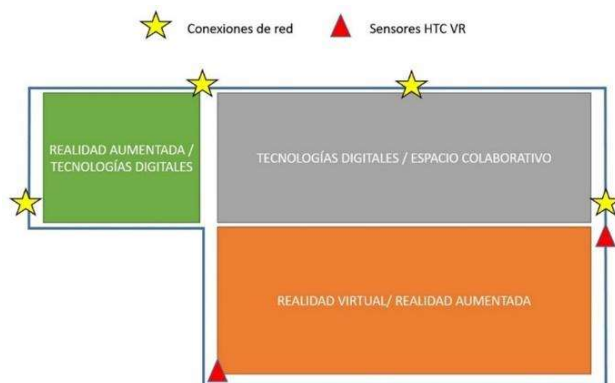 Conexiones de red
Sensores HTC VR
REALIDAD AUMENTADA /
TECNOLOGÍAS DIGITALES
TECNOLOGÍAS DIGITALES / ESPACIO COLABORATIVO
REALIDAD VIRTUAL/ REALIDAD AUMENTADA